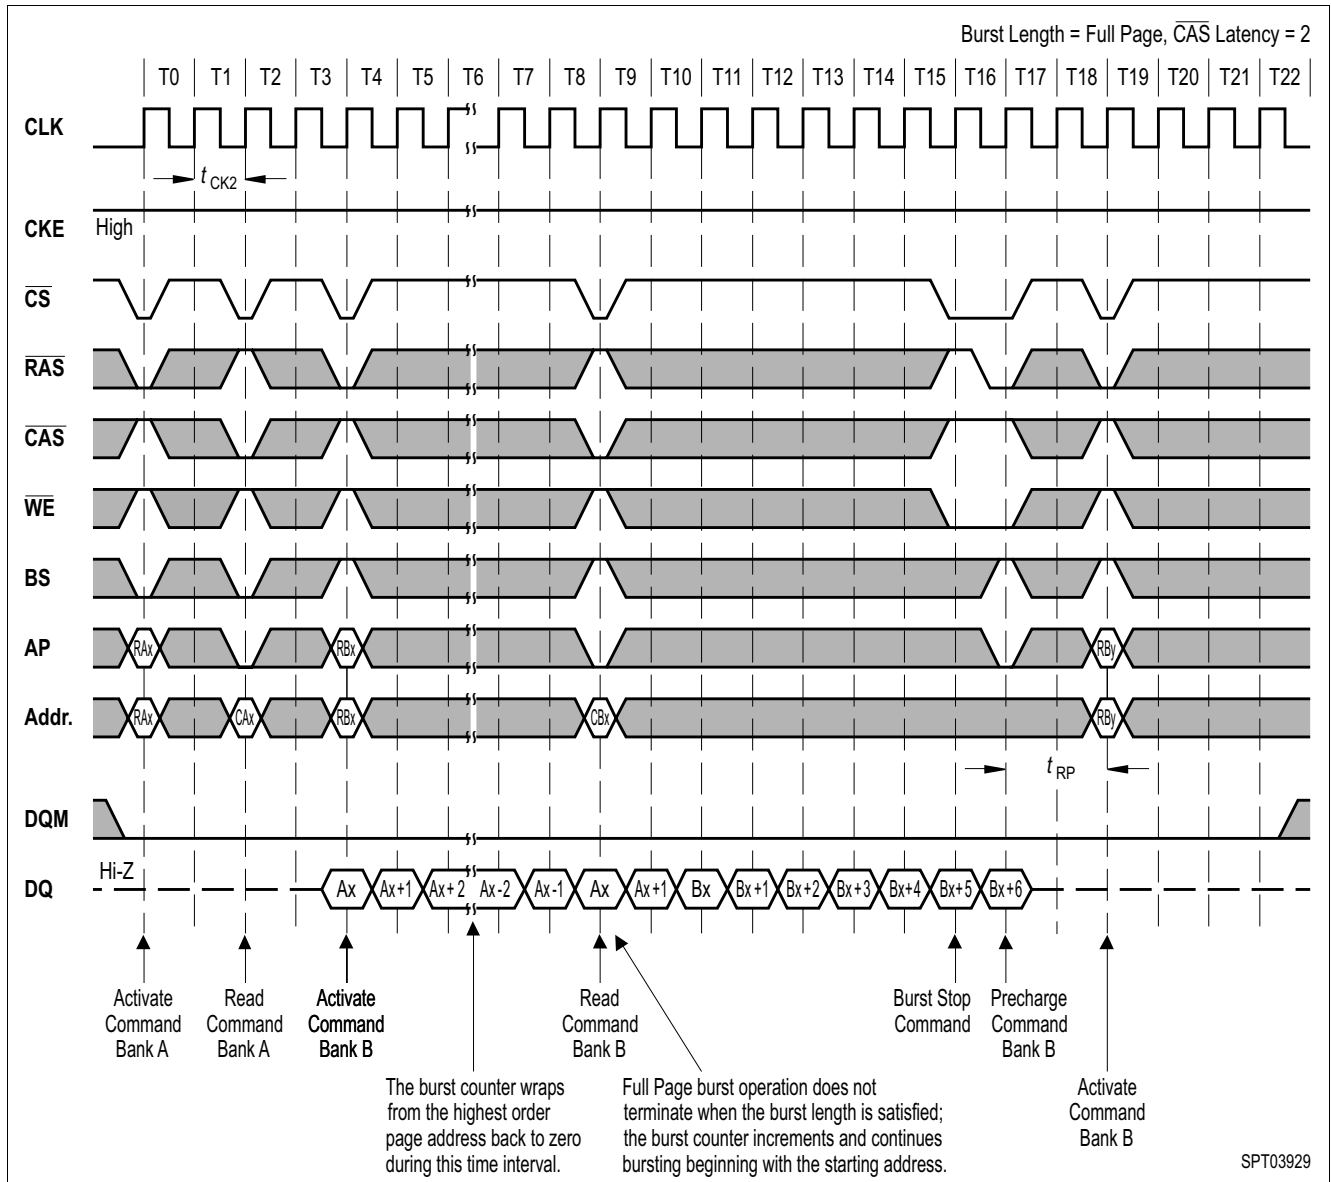 Burst Length = Full Page, CAS Latency = 2
T0 T1 T2 T3 T4 T5 T6 T7 T8 T9 T10 T11 T12 T13 T14 T15 T16 T17 T18 T19 T20 T21 T22
CLK
t CK2
CKE High
CS
RAS
CAS
WE
BS
AP RAx RBx RBy
Addr. RAx CAx RBx CBx RBy
t RP
DQM
Hi-Z
DQ Ax Ax+1 Ax+2 Ax-2 Ax-1 Ax Ax+1 Bx Bx+1 Bx+2 Bx+3 Bx+4 Bx+5 Bx+6
Activate
Command
Bank A
Read
Command
Bank A
Activate
Command
Bank B
Read
Command
Bank B
Burst Stop
Command
Precharge
Command
Bank B
The burst counter wraps
from the highest order
page address back to zero
during this time interval.
Full Page burst operation does not
terminate when the burst length is satisfied;
the burst counter increments and continues
bursting beginning with the starting address.
Activate
Command
Bank B
SPT03929